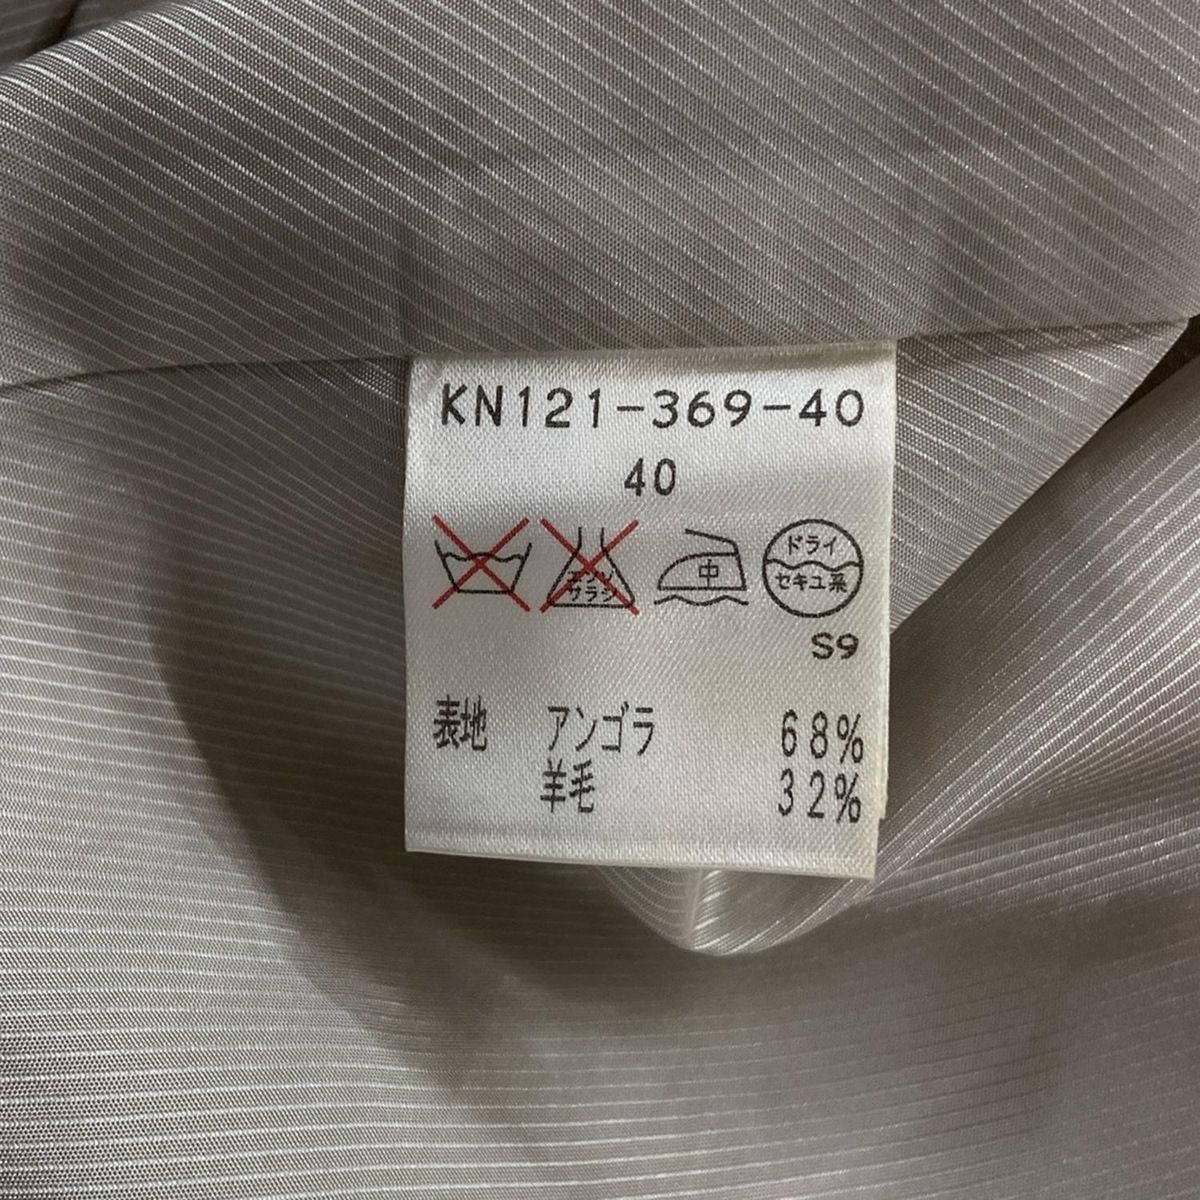 KN121-369-40
40
エンソ
サラシ
中
ドライ
セキユ系
S9
表地 アンゴラ 68%
羊毛 32%